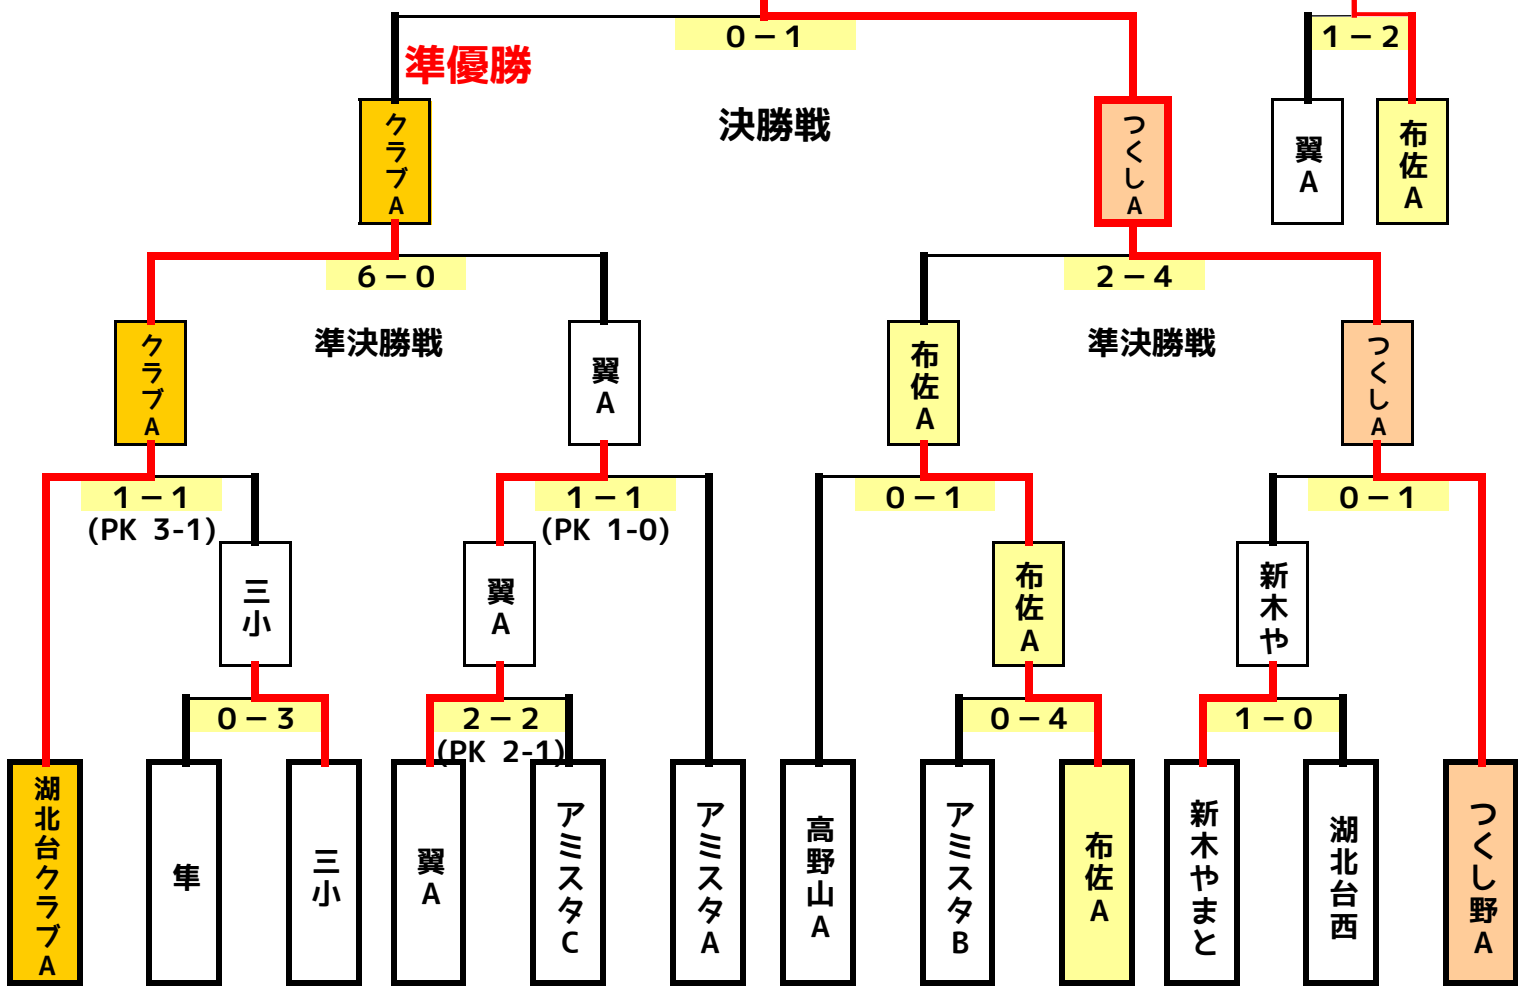 0－1
1－2
準優勝
決勝戦
クラブA
つくしA
翼A
布佐A
6－0
2－4
準決勝戦
準決勝戦
クラブA
翼A
布佐A
つくしA
1－1
(PK 3-1)
1－1
(PK 1-0)
0－1
0－1
三小
翼A
布佐A
新木や
0－3
2－2
(PK 2-1)
0－4
1－0
湖北台クラブA
隼
三小
翼A
アミスタC
アミスタA
高野山A
アミスタB
布佐A
新木やまと
湖北台西
つくし野A